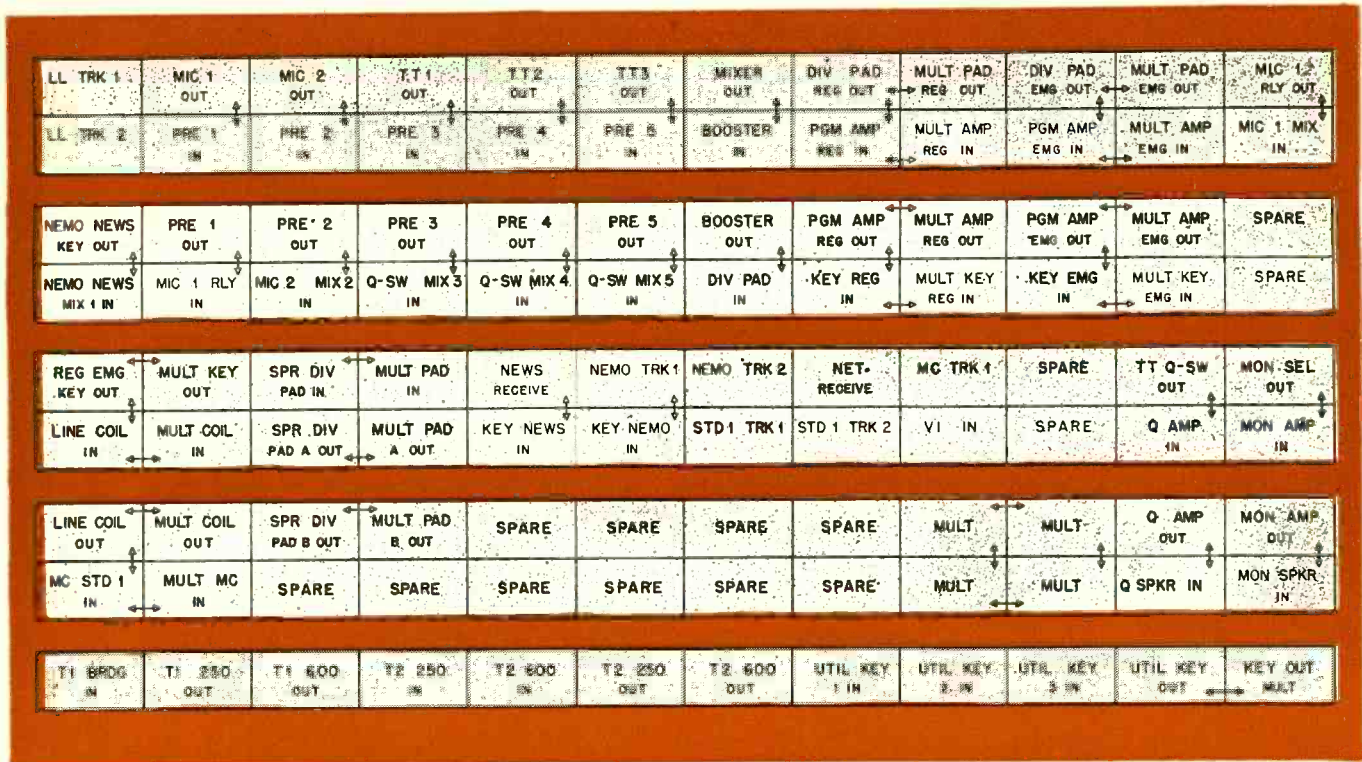 LL TRK 1 MIC 1 MIC 2 TT1 TT2 TT3 MIXER DIV PAD MULT PAD DIV PAD MULT PAD MIC 1
OUT OUT OUT OUT OUT OUT REG OUT REG OUT EMG OUT EMG OUT RLY OUT
LL TRK 2 PRE 1 PRE 2 PRE 3 PRE 4 PRE 5 BOOSTER PGM AMP MULT AMP PGM AMP MULT AMP MIC 1 MIX
IN IN IN IN IN IN REG IN REG IN EMG IN EMG IN IN
NEMO NEWS PRE 1 PRE 2 PRE 3 PRE 4 PRE 5 BOOSTER PGM AMP MULT AMP PGM AMP MULT AMP SPARE
KEY OUT OUT OUT OUT OUT OUT OUT REG OUT REG OUT EMG OUT EMG OUT
NEMO NEWS MIC 1 RLY MIC 2 MIX 2 Q-SW MIX 3 Q-SW MIX 4 Q-SW MIX 5 DIV PAD KEY REG MULT KEY KEY EMG MULT KEY SPARE
MIX 1 IN IN IN IN IN IN IN IN REG IN IN EMG IN
REG EMG MULT KEY SPR DIV MULT PAD NEWS NEMO TRK 1 NEMO TRK 2 NET. MC TRK 1 SPARE TT Q-SW MON SEL
KEY OUT OUT PAD IN IN RECEIVE RECEIVE OUT OUT
LINE COIL MULT COIL SPR DIV MULT PAD KEY NEWS KEY NEMO STD 1 TRK 1 STD 1 TRK 2 VI IN SPARE Q AMP MON AMP
IN IN PAD A OUT A OUT IN IN IN IN
LINE COIL MULT COIL SPR DIV MULT PAD SPARE SPARE SPARE SPARE MULT MULT Q AMP MON AMP
OUT OUT PAD B OUT B OUT OUT OUT
MC STD 1 MULT MC SPARE SPARE SPARE SPARE SPARE SPARE MULT MULT Q SPKR IN MON SPKR
IN IN IN
T1 BRDG T1 250 T1 600 T2 250 T2 600 T2 250 T2 600 UTIL KEY UTIL KEY UTIL KEY UTIL KEY KEY OUT
IN OUT OUT IN IN OUT OUT 1 IN 2 IN 3 IN OUT MULT